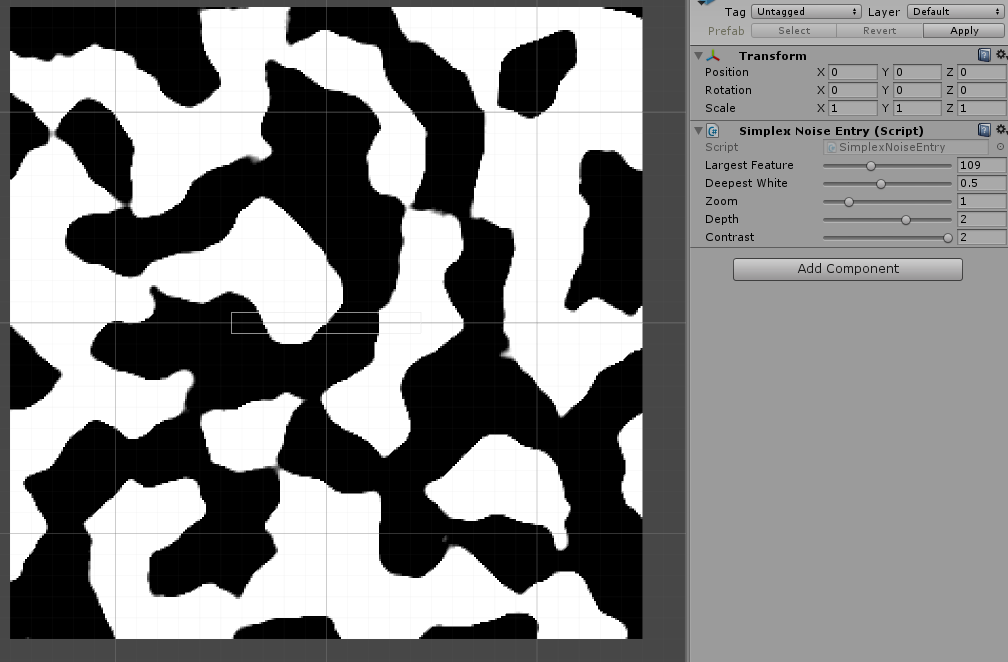 Tag Untagged Layer Default
Prefab Select Revert Apply
Transform
Position X 0 Y 0 Z 0
Rotation X 0 Y 0 Z 0
Scale X 1 Y 1 Z 1
Simplex Noise Entry (Script)
Script SimplexNoiseEntry
Largest Feature 109
Deepest White 0.5
Zoom 1
Depth 2
Contrast 2
Add Component